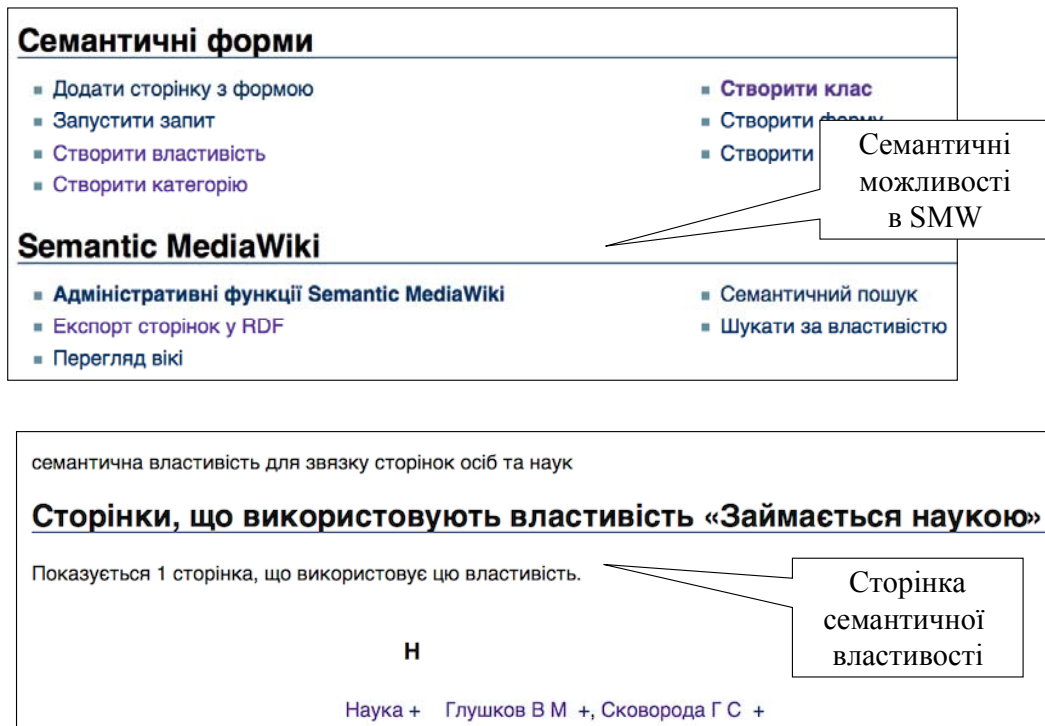 Семантичні форми
Додати сторінку з формою
Запустити запит
Створити властивість
Створити категорію
Створити клас
Створити форму
Створити
Семантичні
можливості
в SMW
Semantic MediaWiki
Адміністративні функції Semantic MediaWiki
Експорт сторінок у RDF
Перегляд вікі
Семантичний пошук
Шукати за властивістю
семантична властивість для звязку сторінок осіб та наук
Сторінки, що використовують властивість «Займається наукою»
Показується 1 сторінка, що використовує цю властивість.
Сторінка
семантичної
властивості
Н
Наука + Глушков В М +, Сковорода Г С +